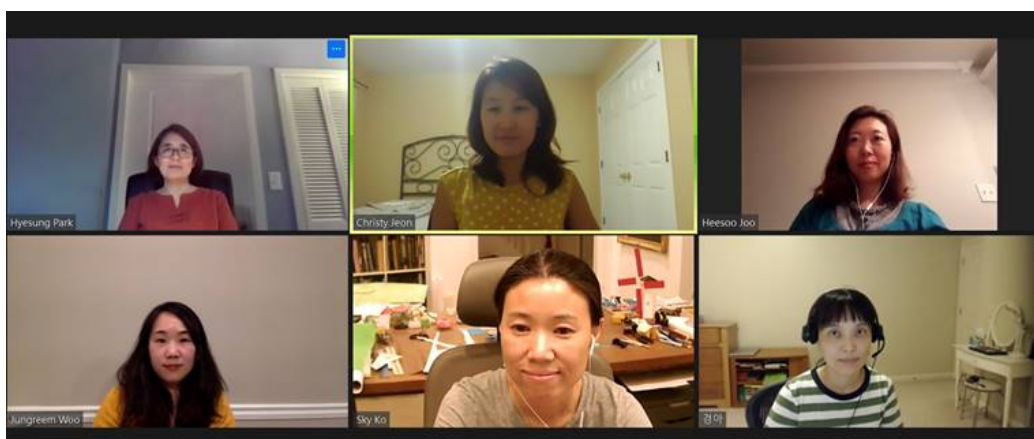 Hyesung Park
Christy Jeon
Heesoo Joo
Jungreem Woo
Sky Ko
경아